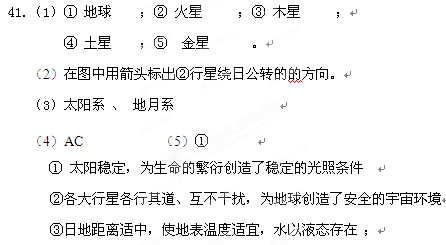 41.（1）① 地球 ；② 火星 ；③ 木星 ；
④ 土星 ；⑤ 金星 。
（2）在图中用箭头标出②行星绕日公转的的方向。
（3）太阳系 、 地月系
（4）AC （5）①
① 太阳稳定，为生命的繁衍创造了稳定的光照条件
②各大行星各行其道、互不干扰，为地球创造了安全的宇宙环境
③日地距离适中，使地表温度适宜，水以液态存在 ；